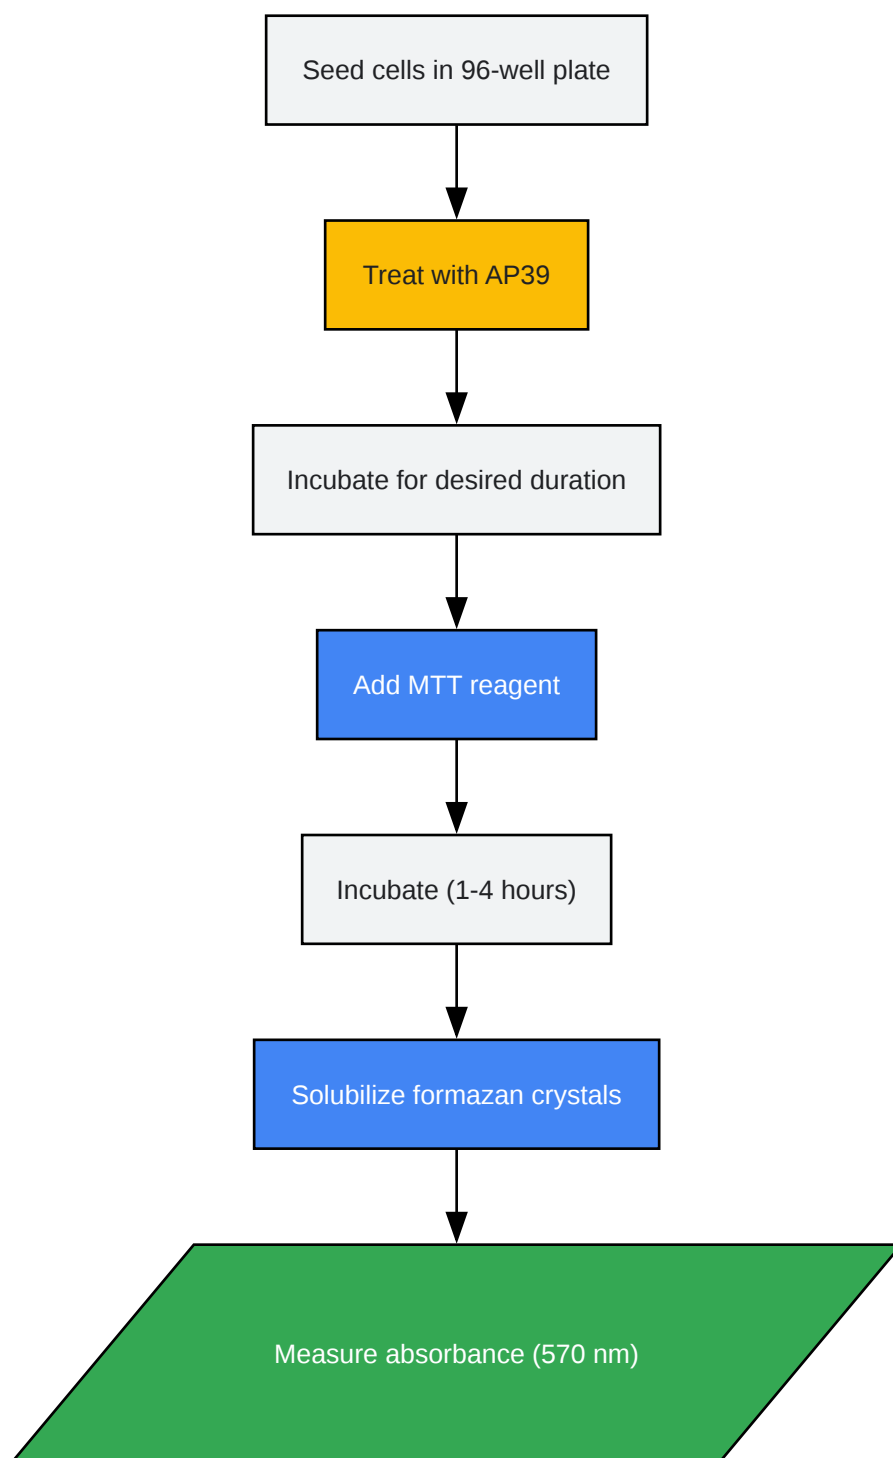 Seed cells in 96-well plate
Treat with AP39
Incubate for desired duration
Add MTT reagent
Incubate (1-4 hours)
Solubilize formazan crystals
Measure absorbance (570 nm)